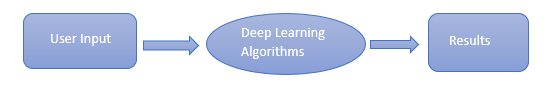 User Input
Deep Learning
Algorithms
Results